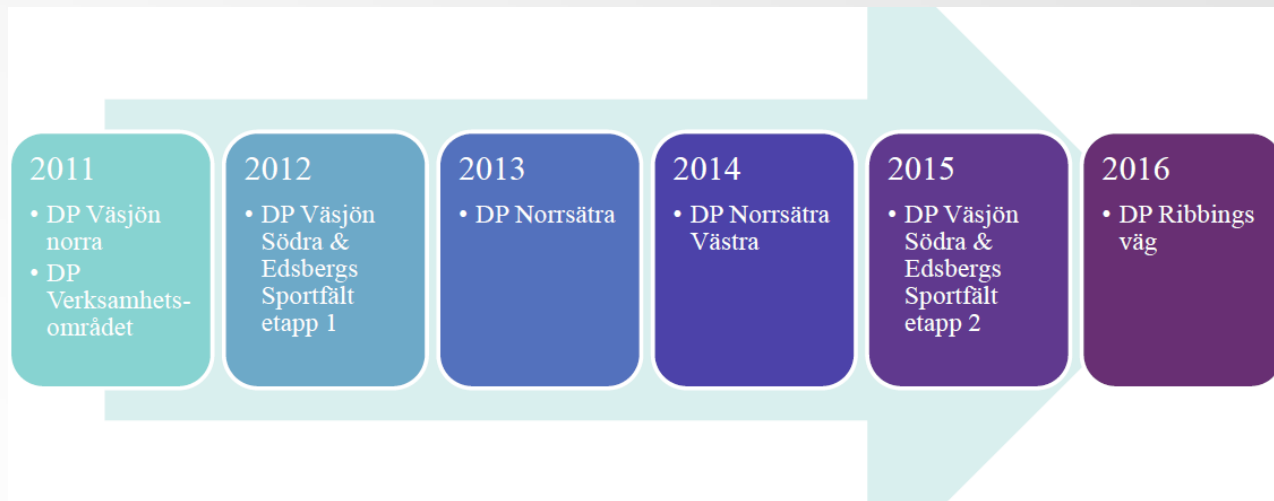 2011
• DP Väsjön
norra
• DP
Verksamhets-
området
2012
• DP Väsjön
Södra &
Edsbergs
Sportfält
etapp 1
2013
• DP Norrsätra
2014
• DP Norrsätra
Västra
2015
• DP Väsjön
Södra &
Edsbergs
Sportfält
etapp 2
2016
• DP Ribbings
väg